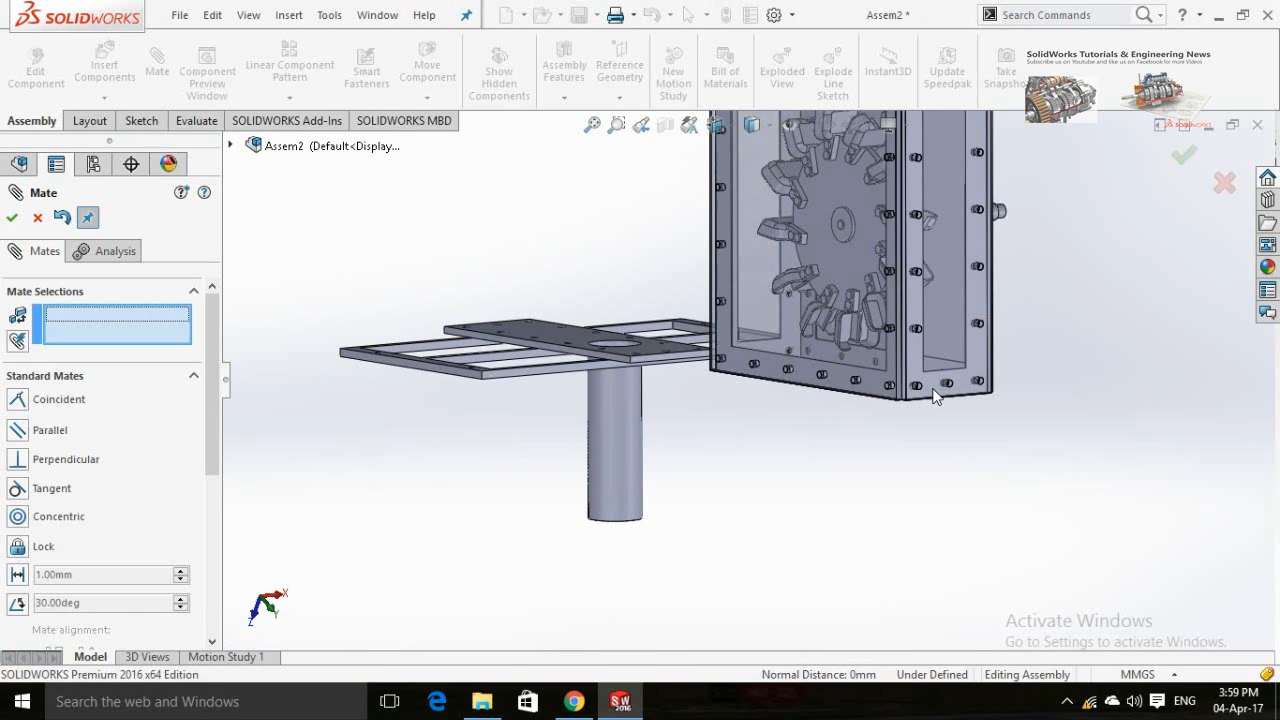 SOLIDWORKS File Edit View Insert Tools Window Help Assem2 * Search Commands
Edit Component
Insert Components
Mate
Component Preview Window
Linear Component Pattern
Smart Fasteners
Move Component
Show Hidden Components
Assembly Features
Reference Geometry
New Motion Study
Bill of Materials
Exploded View
Explode Line Sketch
Instant3D
Update Speedpak
Take Snapsho
SolidWorks Tutorials & Engineering News
Subscribe us on Youtube and like us on Facebook for more Videos
Assembly Layout Sketch Evaluate SOLIDWORKS Add-Ins SOLIDWORKS MBD
Assem2 (Default<Display...
Mate
Mates Analysis
Mate Selections
Standard Mates
Coincident
Parallel
Perpendicular
Tangent
Concentric
Lock
1.00mm
30.00deg
Mate alignment:
X
Y
Z
Activate Windows
Go to Settings to activate Windows.
Model 3D Views Motion Study 1
SOLIDWORKS Premium 2016 x64 Edition Normal Distance: 0mm Under Defined Editing Assembly MMGS
Search the web and Windows
SW
2016
ENG
3:59 PM
04-Apr-17